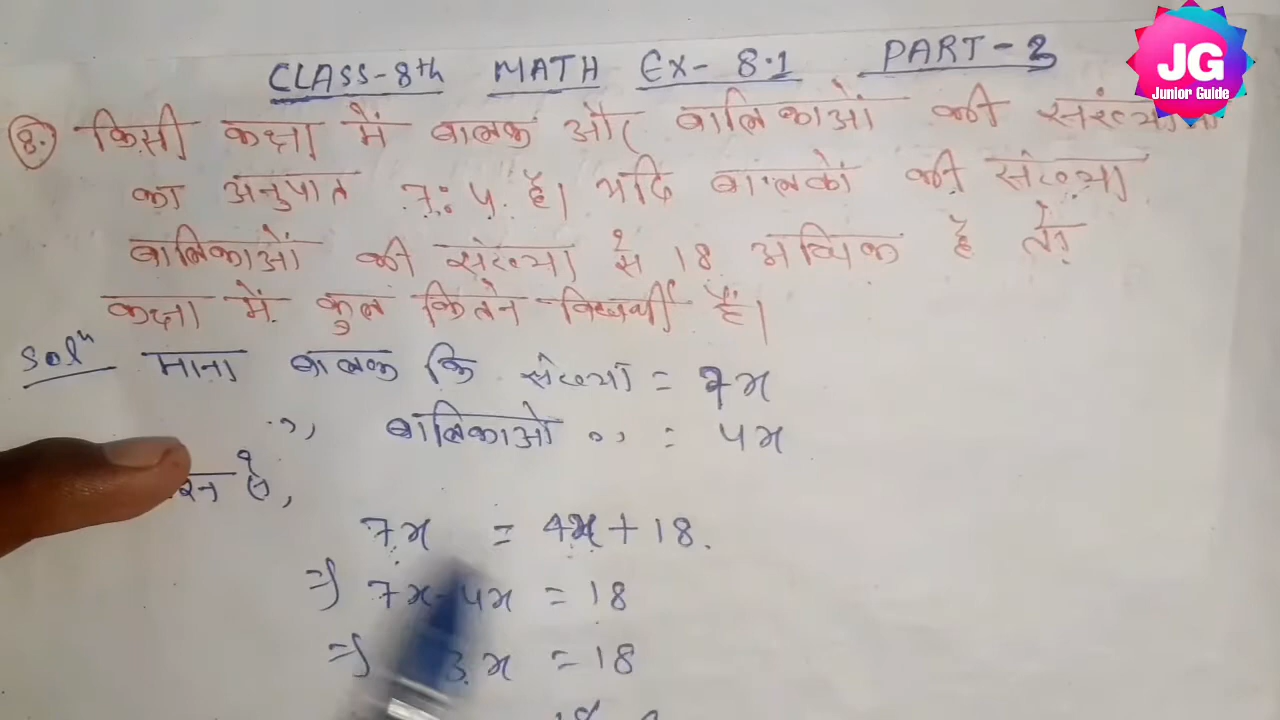 CLASS-8th MATH EX-8.1 PART-3
JG
Junior Guide
8. किसी कक्षा में बालक और बालिकाओं की
का अनुपात 7:4 है। यदि बालकों की संख्या
बालिकाओं की संख्या से 18 अधिक है तो
कक्षा में कुल कितने हैं।
Solⁿ माना बालक कि संख्या = 7x
,, बालिकाओ ,, = 4x
7x = 4x + 18.
⇒ 7x-4x = 18
⇒ 3x = 18